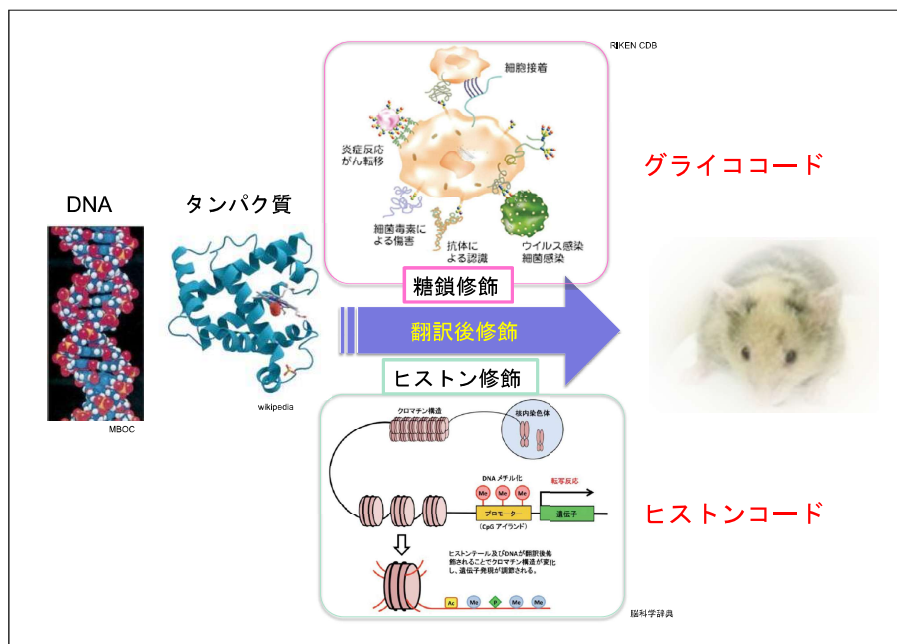 RIKEN CDB
細胞接着
炎症反応
がん転移
細菌毒素に
よる傷害
抗体に
よる認識
ウイルス感染
細菌感染
グライココード
DNA
タンパク質
MBOC
wikipedia
糖鎖修飾
翻訳後修飾
ヒストン修飾
クロマチン構造
核内染色体
DNAメチル化
転写反応
Me
Me
Me
プロモーター
遺伝子
(CpG アイランド)
ヒストンテール及びDNAが翻訳後修
飾されることでクロマチン構造が変化
し、遺伝子発現が調節される。
Ac
Me
P
Me
Me
ヒストンコード
脳科学辞典